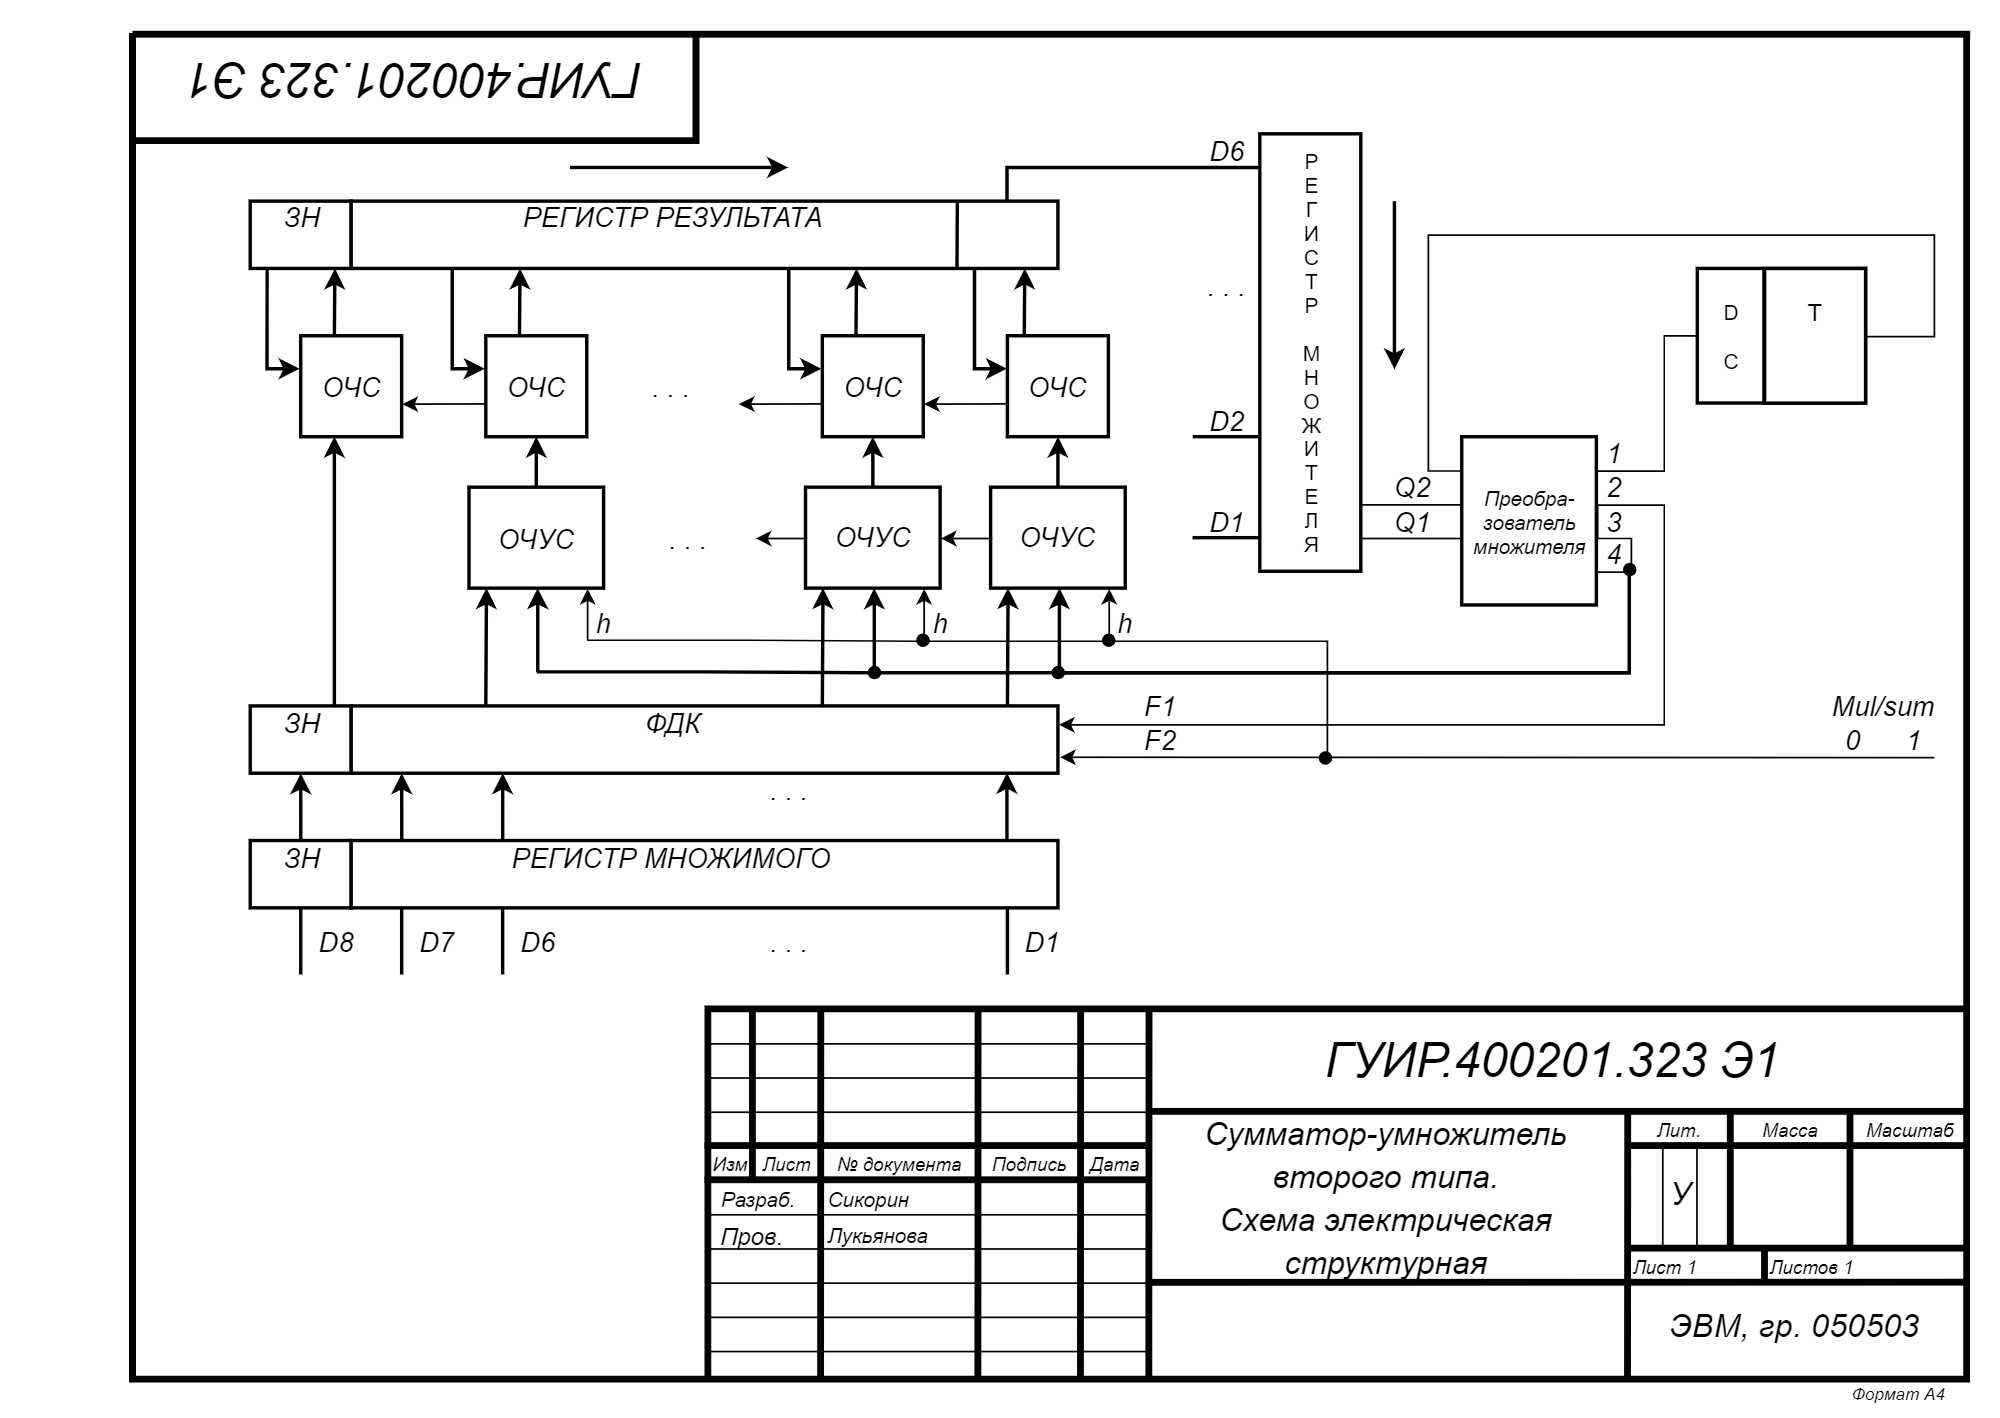 ГУИР.400201.323 Э1
D6
ЗН РЕГИСТР РЕЗУЛЬТАТА
РЕГИСТР МНОЖИТЕЛЯ
. . .
D T
C
ОЧС ОЧС . . . ОЧС ОЧС
D2
D1
Q2
Q1
Преобра-
зователь
множителя
1
2
3
4
ОЧУС . . . ОЧУС ОЧУС
h h h
ЗН ФДК
F1
F2
Mul/sum
0 1
. . .
ЗН РЕГИСТР МНОЖИМОГО
D8 D7 D6 . . . D1
ГУИР.400201.323 Э1
Сумматор-умножитель
второго типа.
Схема электрическая
структурная
Лит. Масса Масштаб
У
Лист 1 Листов 1
ЭВМ, гр. 050503
Изм Лист № документа Подпись Дата
Разраб. Сикорин
Пров. Лукьянова
Формат А4